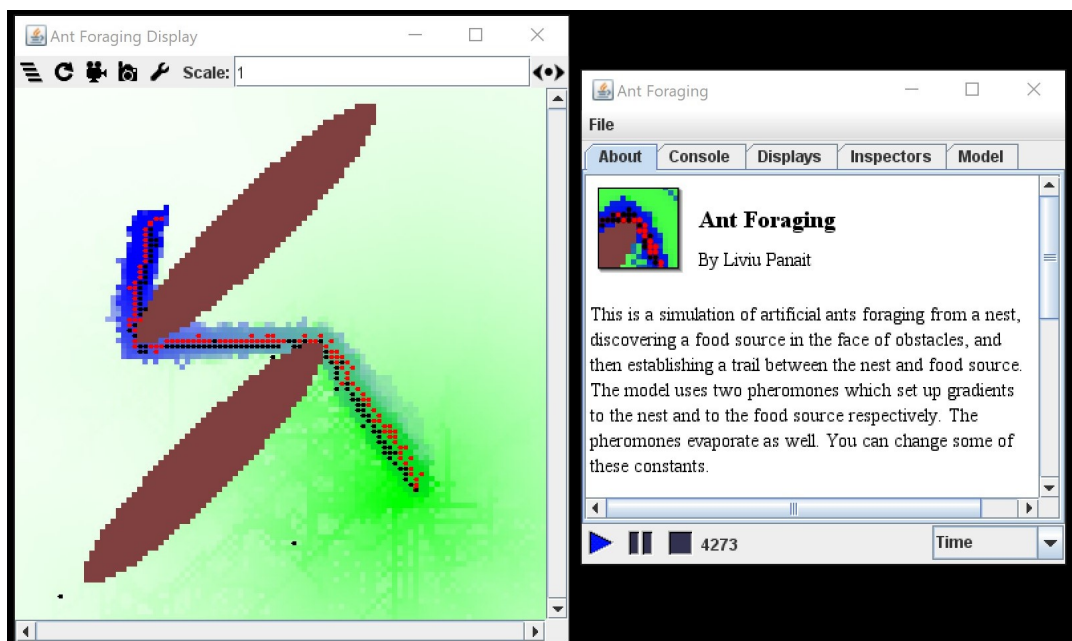 Ant Foraging Display
Scale: 1
Ant Foraging
File
About Console Displays Inspectors Model
Ant Foraging
By Liviu Panait
This is a simulation of artificial ants foraging from a nest,
discovering a food source in the face of obstacles, and
then establishing a trail between the nest and food source.
The model uses two pheromones which set up gradients
to the nest and to the food source respectively. The
pheromones evaporate as well. You can change some of
these constants.
4273
Time